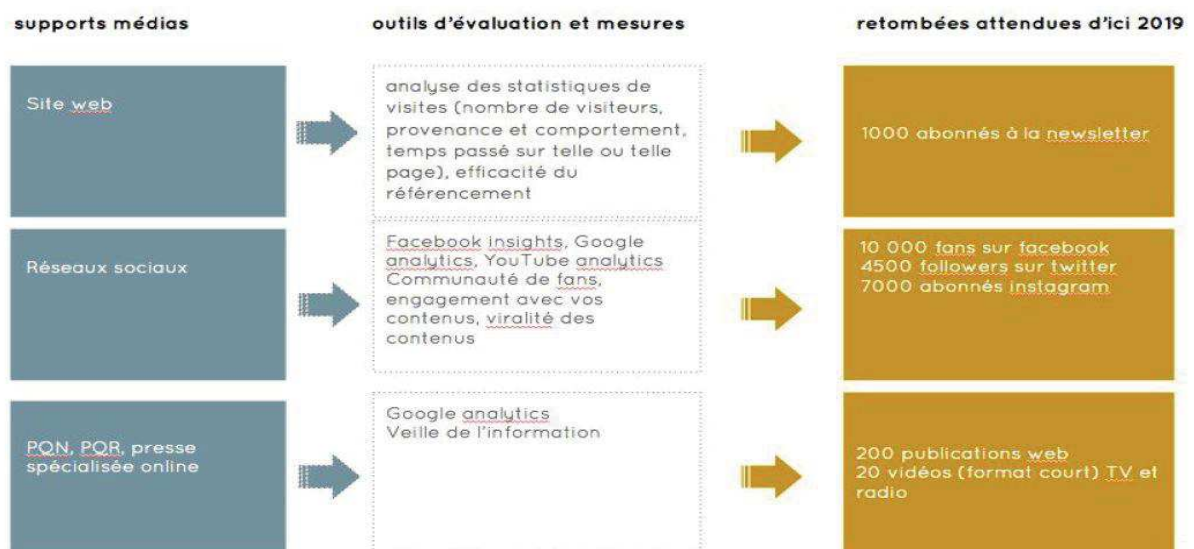 supports médias
outils d'évaluation et mesures
retombées attendues d'ici 2019
Site web
analyse des statistiques de
visites (nombre de visiteurs,
provenance et comportement,
temps passé sur telle ou telle
page), efficacité du
référencement
1000 abonnés à la newsletter
Réseaux sociaux
Facebook insights, Google
analytics, YouTube analytics
Communauté de fans,
engagement avec vos
contenus, viralité des
contenus
10 000 fans sur facebook
4500 followers sur twitter
7000 abonnés instagram
PQN, PQR, presse
spécialisée online
Google analytics
Veille de l'information
200 publications web
20 vidéos (format court) TV et
radio